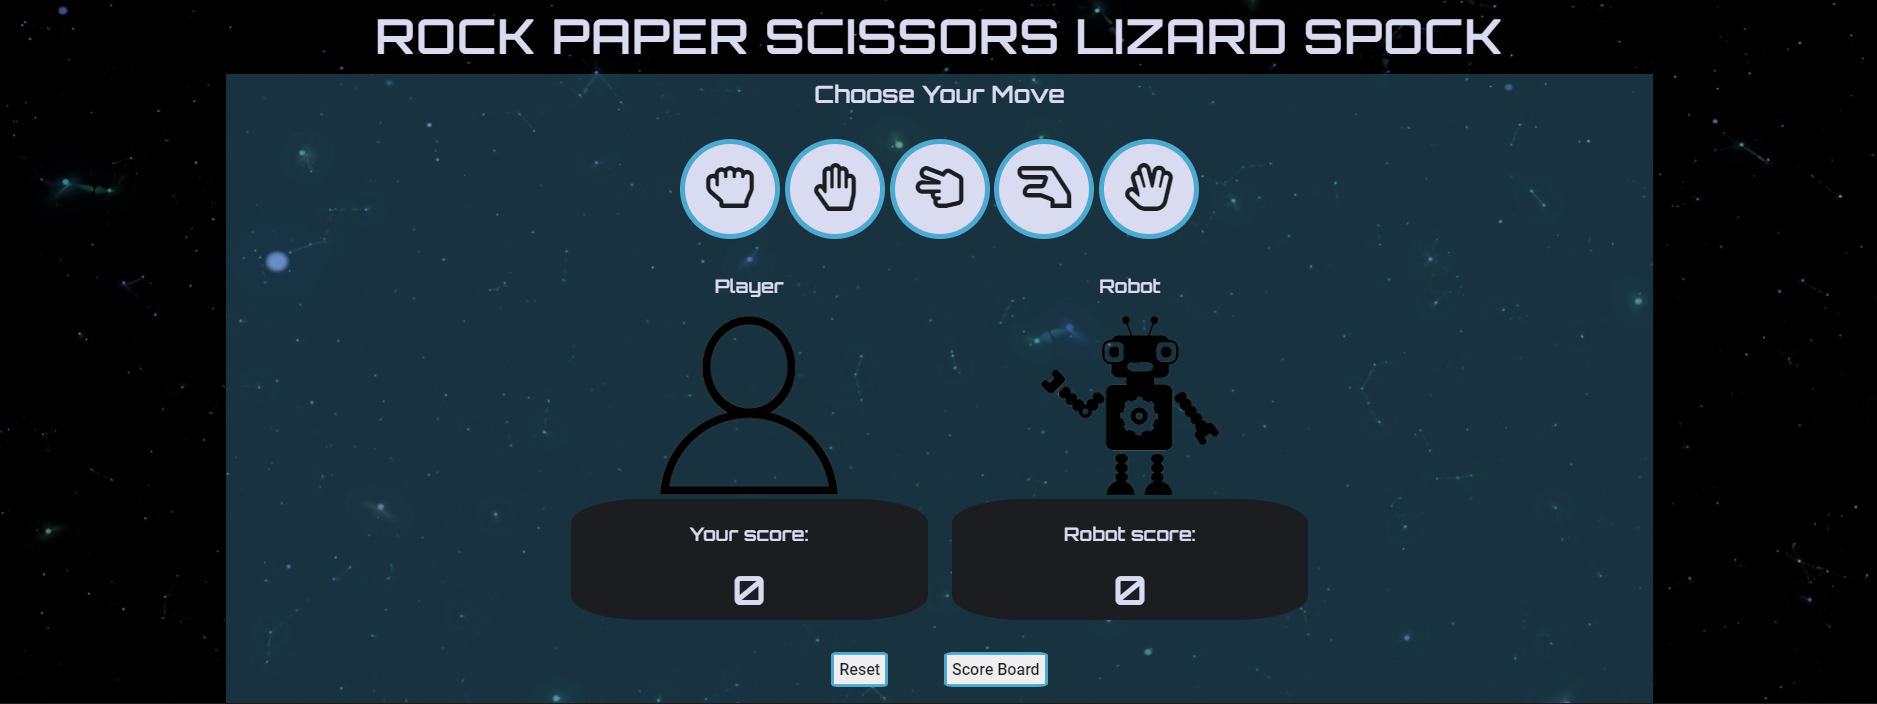 ROCK PAPER SCISSORS LIZARD SPOCK
Choose Your Move
Player
Robot
Your score:
Robot score:
0
0
Reset
Score Board